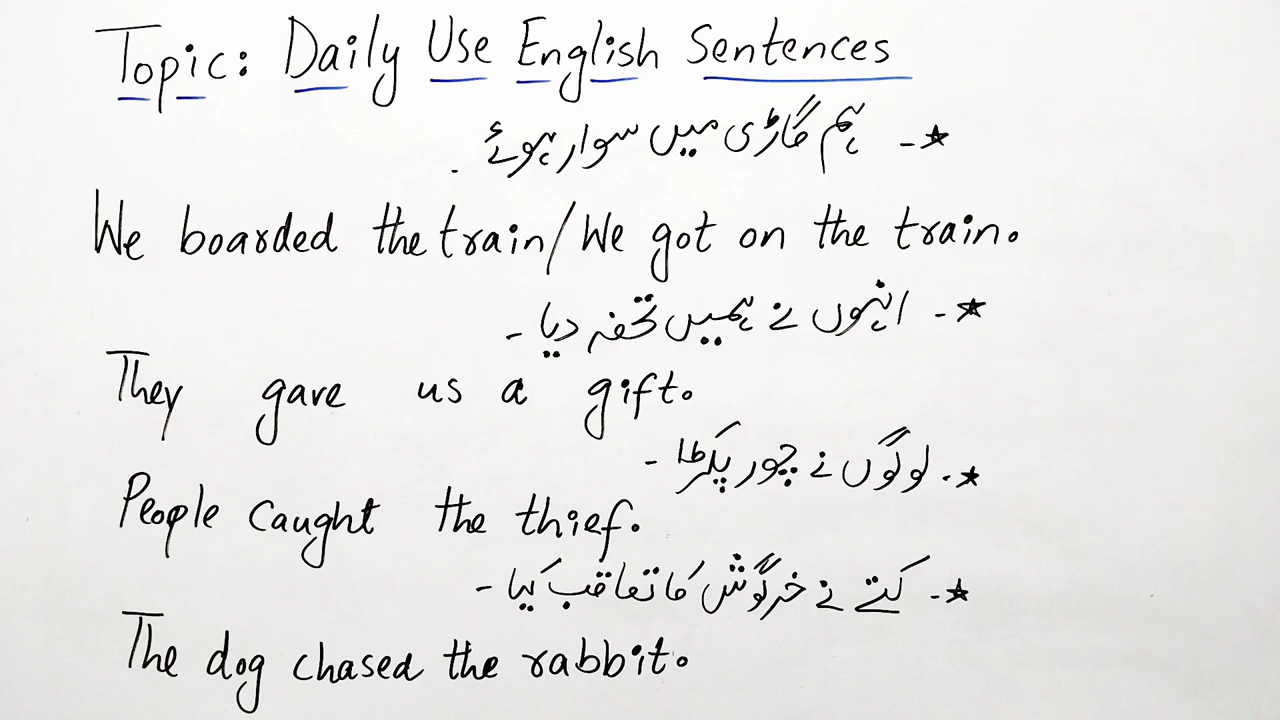 Topic: Daily Use English Sentences
★۔ ہم گاڑی میں سوار ہوئے ۔
We boarded the train/We got on the train.
★۔ انہوں نے ہمیں تحفہ دیا ۔
They gave us a gift.
★۔ لوگوں نے چور پکڑا ۔
People caught the thief.
★۔ کتے نے خرگوش کا تعاقب کیا ۔
The dog chased the rabbit.